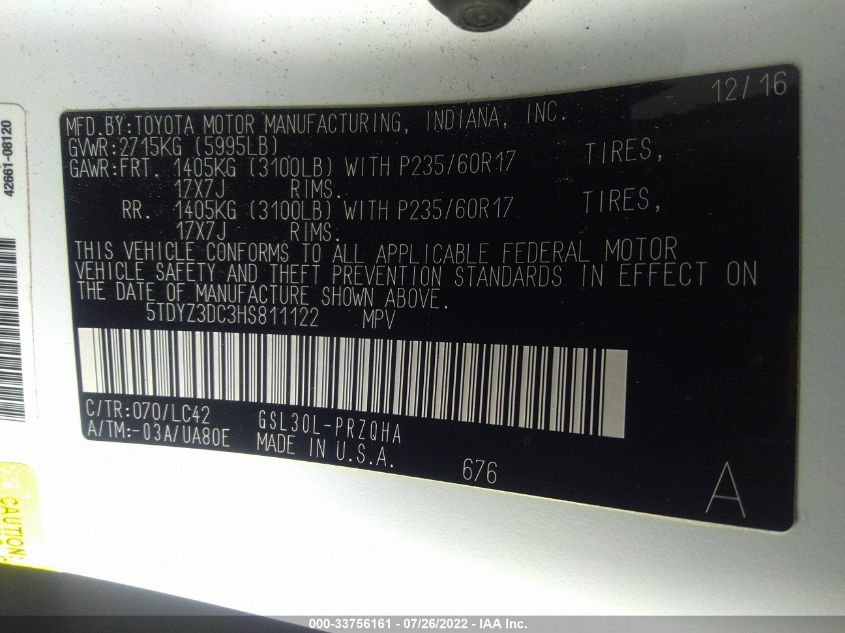 12/16
MFD.BY:TOYOTA MOTOR MANUFACTURING, INDIANA, INC.
GVWR:2715KG (5995LB)
GAWR:FRT. 1405KG (3100LB) WITH P235/60R17 TIRES,
17X7J RIMS.
RR. 1405KG (3100LB) WITH P235/60R17 TIRES,
17X7J RIMS.
THIS VEHICLE CONFORMS TO ALL APPLICABLE FEDERAL MOTOR
VEHICLE SAFETY AND THEFT PREVENTION STANDARDS IN EFFECT ON
THE DATE OF MANUFACTURE SHOWN ABOVE.
5TDYZ3DC3HS811122 MPV
C/TR:070/LC42 GSL30L-PRZQHA
A/TM:-03A/UA80E MADE IN U.S.A.
676
A
42661-08120
CAUTION:
000-33756161 - 07/26/2022 - IAA Inc.